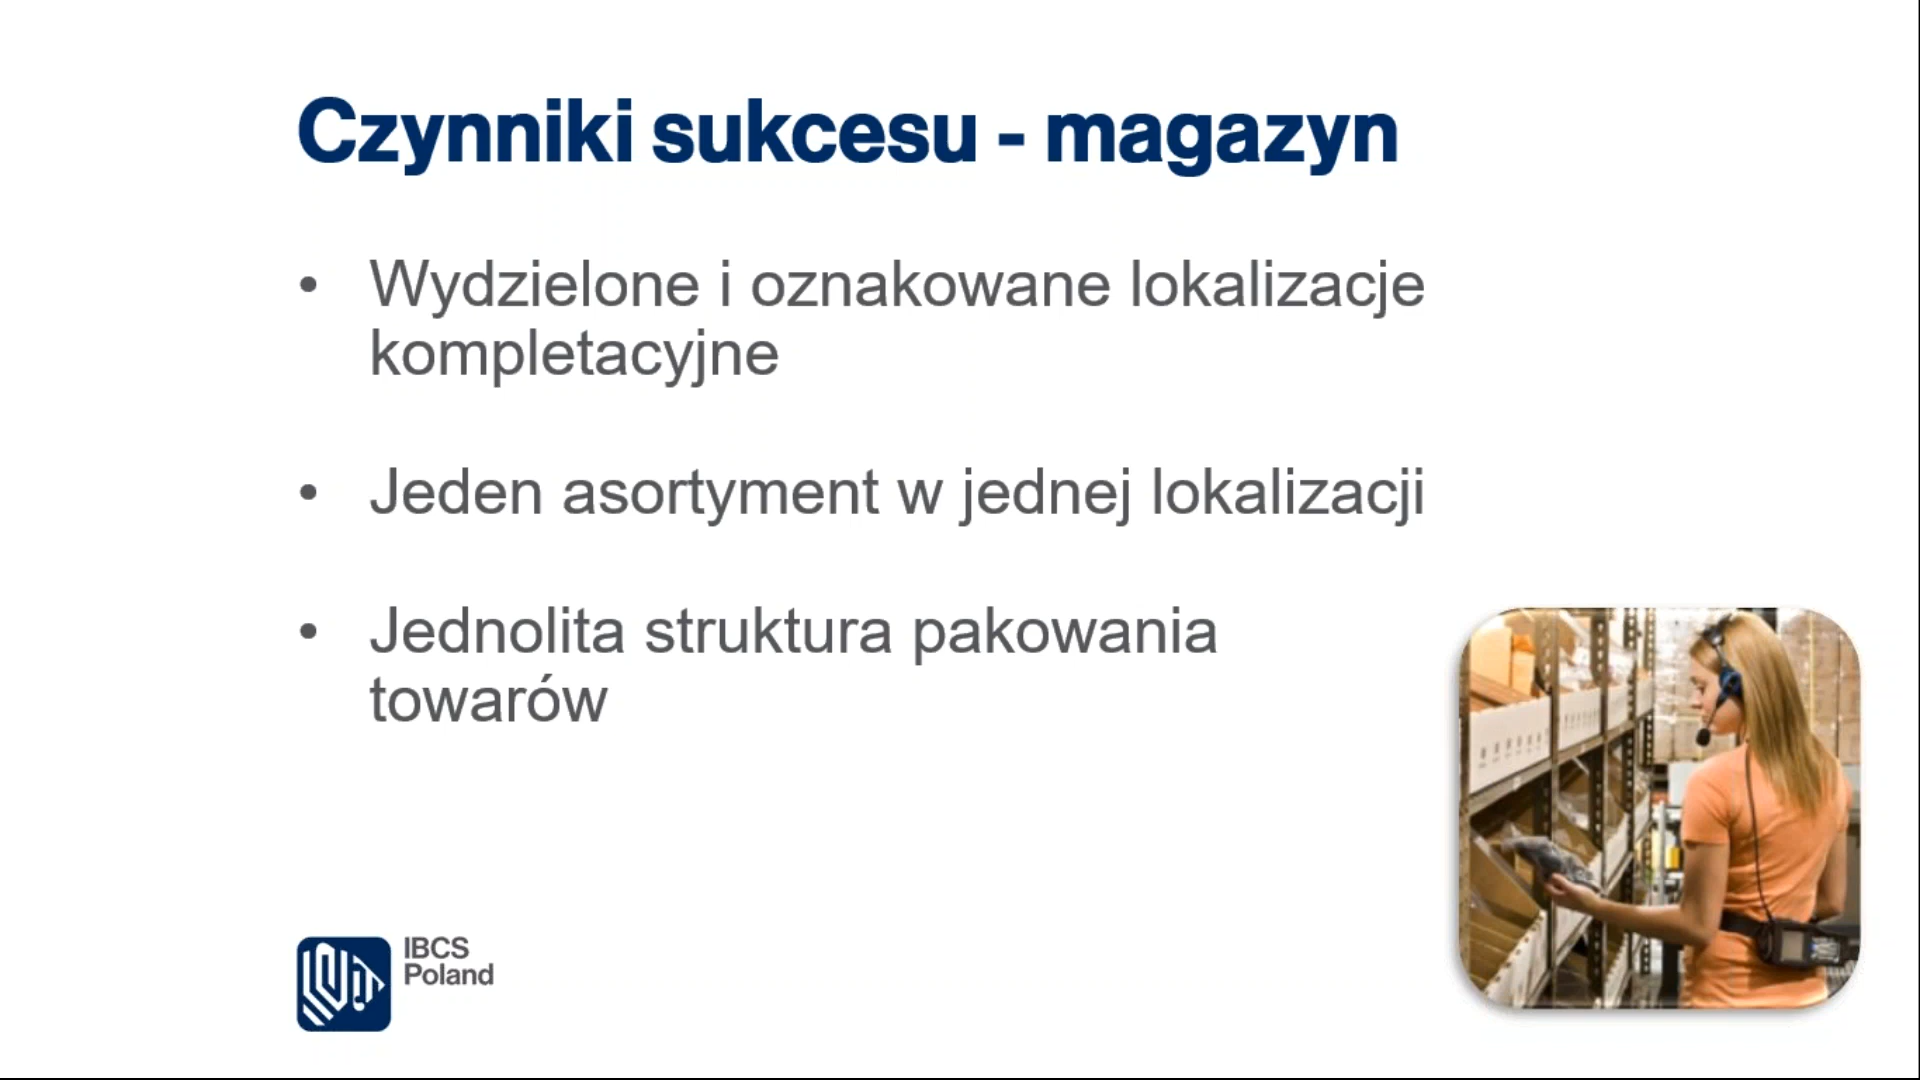 Czynniki sukcesu - magazyn
• Wydzielone i oznakowane lokalizacje
kompletacyjne
• Jeden asortyment w jednej lokalizacji
• Jednolita struktura pakowania
towarów
IBCS
Poland